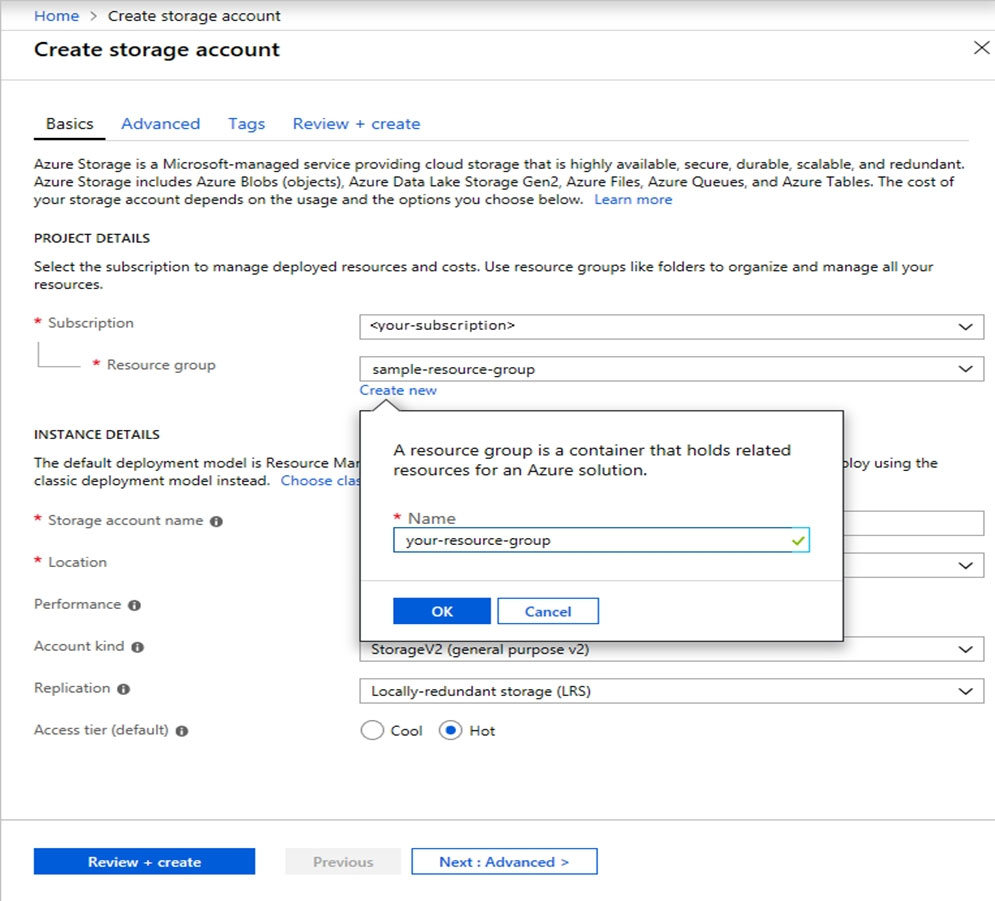 Home > Create storage account
Create storage account
Basics Advanced Tags Review + create
Azure Storage is a Microsoft-managed service providing cloud storage that is highly available, secure, durable, scalable, and redundant.
Azure Storage includes Azure Blobs (objects), Azure Data Lake Storage Gen2, Azure Files, Azure Queues, and Azure Tables. The cost of
your storage account depends on the usage and the options you choose below. Learn more
PROJECT DETAILS
Select the subscription to manage deployed resources and costs. Use resource groups like folders to organize and manage all your
resources.
* Subscription
<your-subscription>
* Resource group
sample-resource-group
Create new
A resource group is a container that holds related
resources for an Azure solution.
* Name
your-resource-group
OK Cancel
INSTANCE DETAILS
The default deployment model is Resource Mar ploy using the
classic deployment model instead. Choose clas
* Storage account name
* Location
Performance
Account kind
StorageV2 (general purpose v2)
Replication
Locally-redundant storage (LRS)
Access tier (default)
Cool Hot
Review + create Previous Next : Advanced >